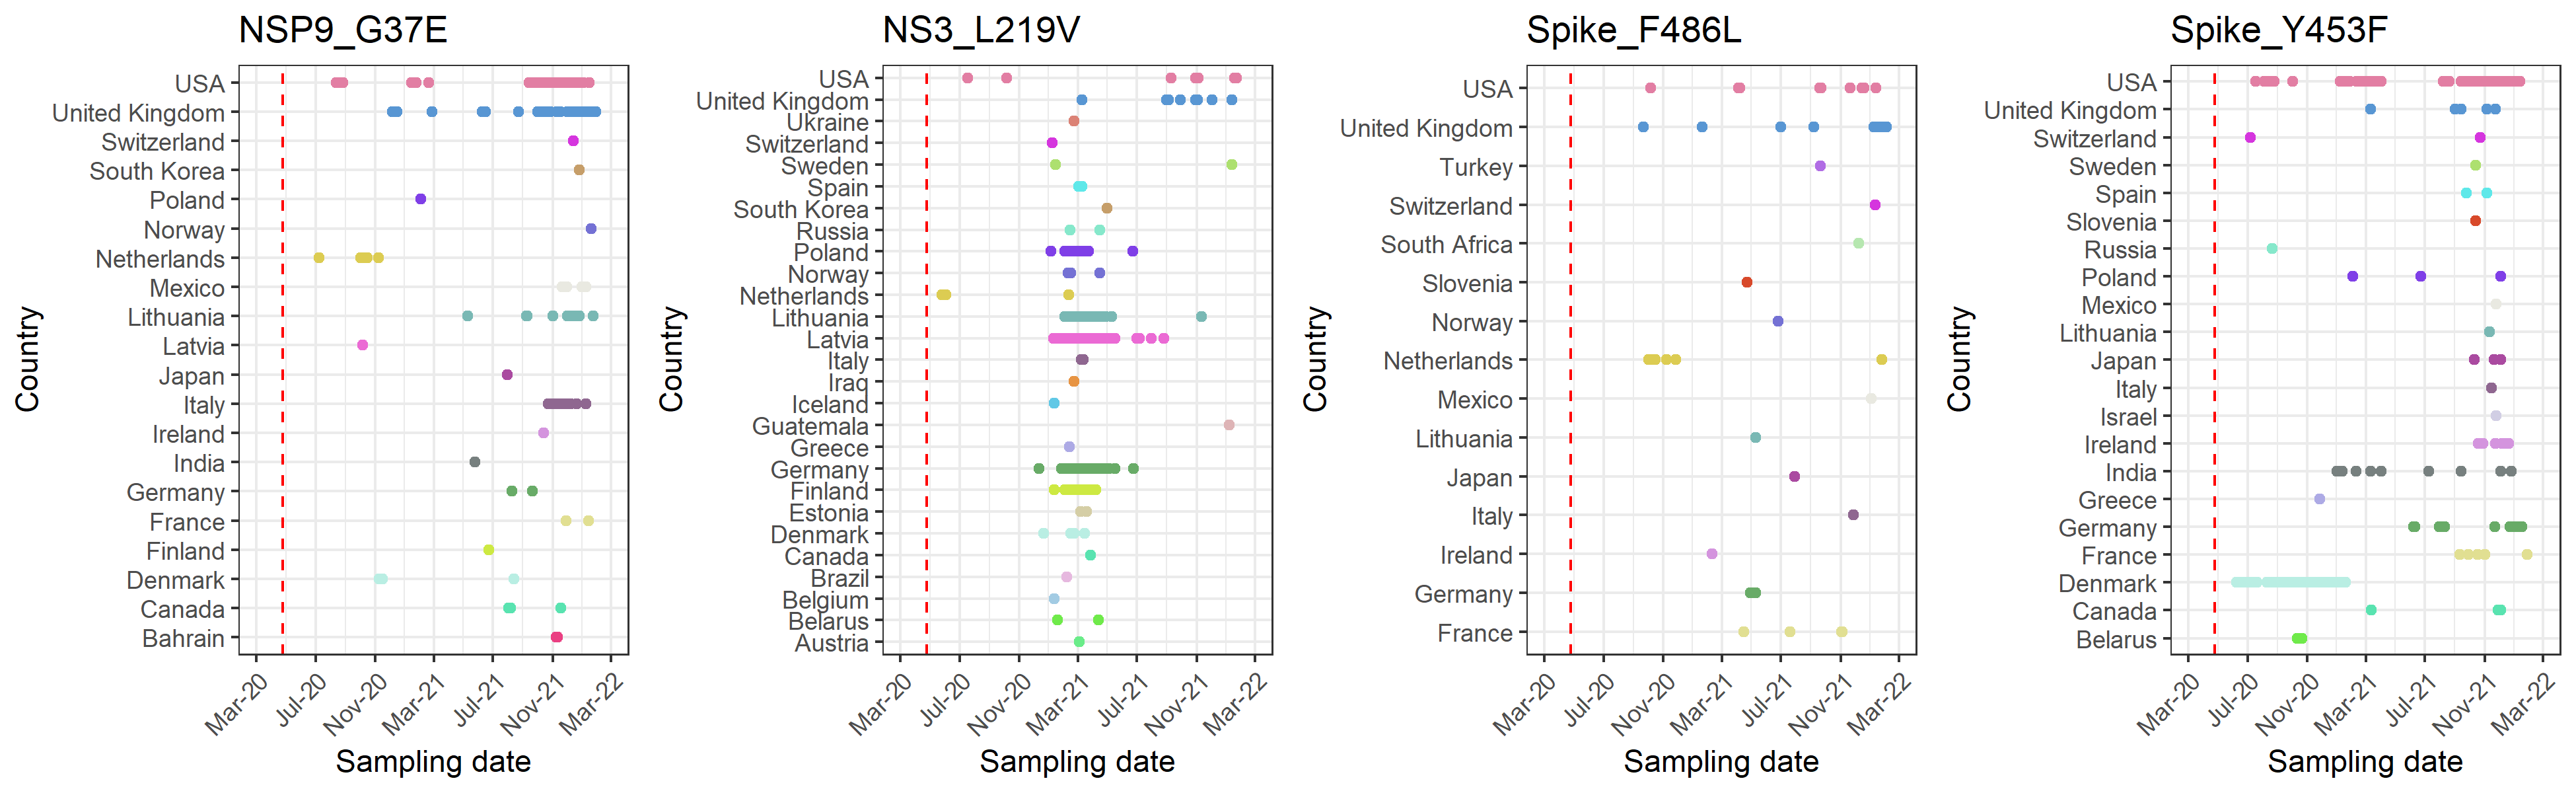 NSP9_G37E
USA
United Kingdom
Switzerland
South Korea
Poland
Norway
Netherlands
Mexico
Lithuania
Latvia
Japan
Italy
Ireland
India
Germany
France
Finland
Denmark
Canada
Bahrain
Country
Mar-20
Jul-20
Nov-20
Mar-21
Jul-21
Nov-21
Mar-22
Sampling date
NS3_L219V
USA
United Kingdom
Ukraine
Switzerland
Sweden
Spain
South Korea
Russia
Poland
Norway
Netherlands
Lithuania
Latvia
Italy
Iraq
Iceland
Guatemala
Greece
Germany
Finland
Estonia
Denmark
Canada
Brazil
Belgium
Belarus
Austria
Country
Mar-20
Jul-20
Nov-20
Mar-21
Jul-21
Nov-21
Mar-22
Sampling date
Spike_F486L
USA
United Kingdom
Turkey
Switzerland
South Africa
Slovenia
Norway
Netherlands
Mexico
Lithuania
Japan
Italy
Ireland
Germany
France
Country
Mar-20
Jul-20
Nov-20
Mar-21
Jul-21
Nov-21
Mar-22
Sampling date
Spike_Y453F
USA
United Kingdom
Switzerland
Sweden
Spain
Slovenia
Russia
Poland
Mexico
Lithuania
Japan
Italy
Israel
Ireland
India
Greece
Germany
France
Denmark
Canada
Belarus
Country
Mar-20
Jul-20
Nov-20
Mar-21
Jul-21
Nov-21
Mar-22
Sampling date